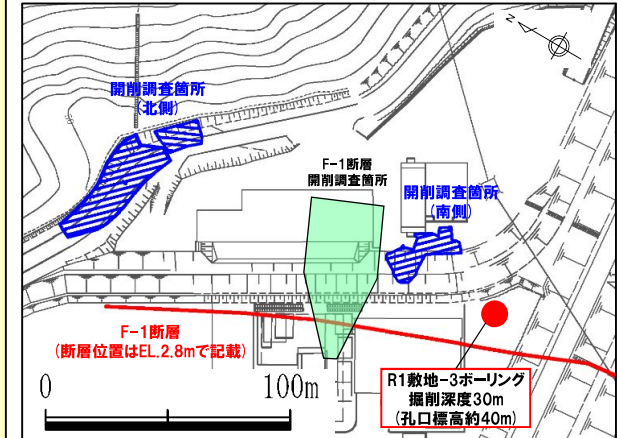 N
開削調査箇所
(北側)
F-1断層
開削調査箇所
開削調査箇所
(南側)
F-1断層
(断層位置はEL.2.8mで記載)
0
100m
R1敷地-3ボーリング
掘削深度30m
(孔口標高約40m)